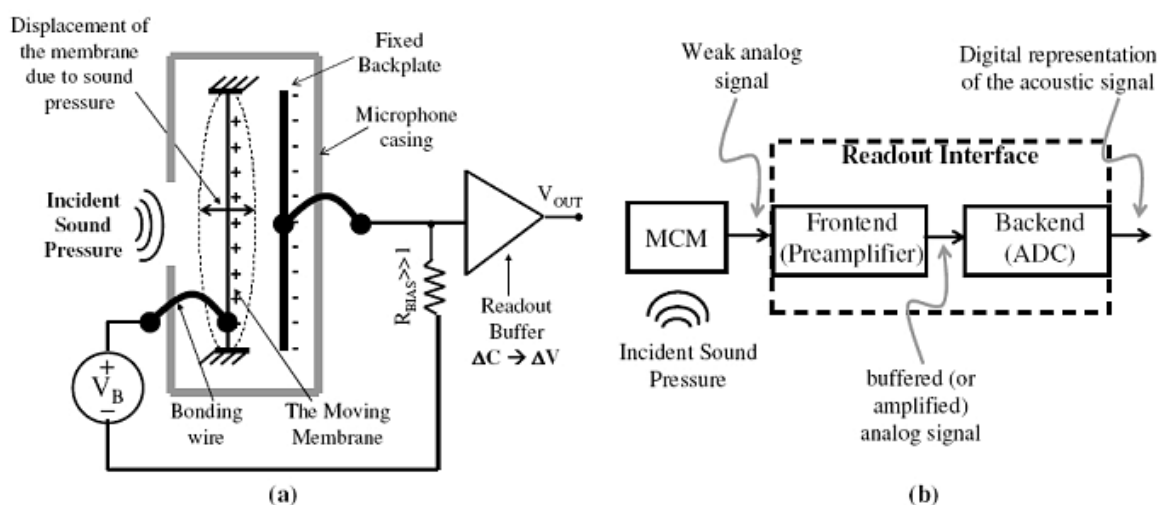 Displacement of
the membrane
due to sound
pressure
Fixed
Backplate
Microphone
casing
Incident
Sound
Pressure
V_OUT
R_BIAS>>1
Readout
Buffer
ΔC → ΔV
+
V_B
−
Bonding
wire
The Moving
Membrane
(a)
Weak analog
signal
Digital representation
of the acoustic signal
Readout Interface
MCM
Frontend
(Preamplifier)
Backend
(ADC)
Incident Sound
Pressure
buffered (or
amplified)
analog signal
(b)